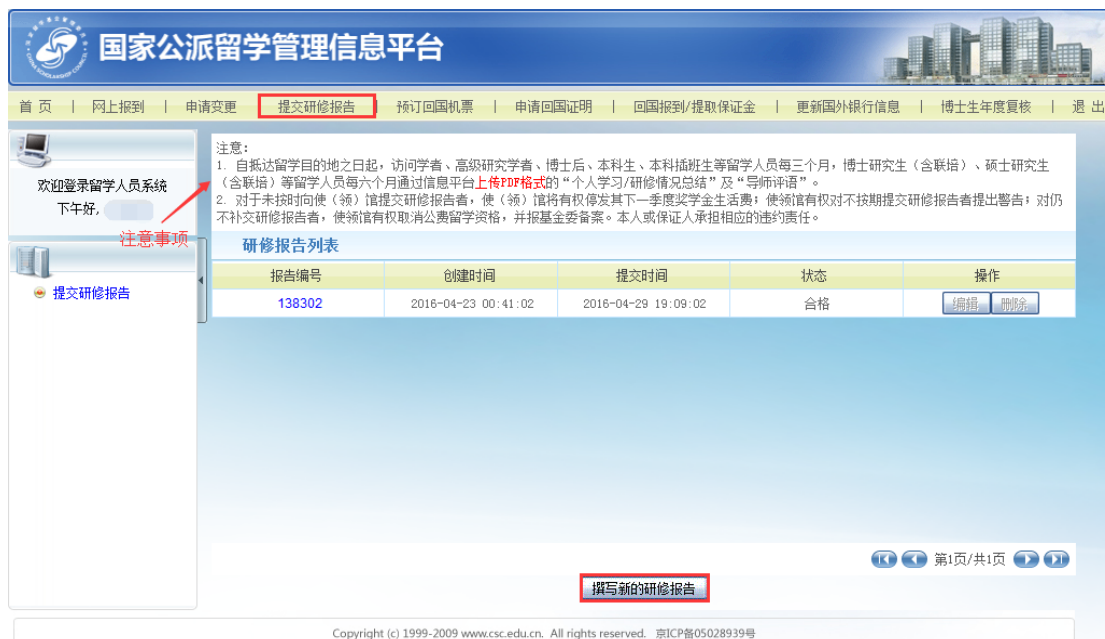 国家公派留学管理信息平台
首 页 | 网上报到 | 申请变更 | 提交研修报告 | 预订回国机票 | 申请回国证明 | 回国报到/提取保证金 | 更新国外银行信息 | 博士生年度复核 | 退 出
欢迎登录留学人员系统
下午好,
注意事项
提交研修报告
注意:
1. 自抵达留学目的地之日起,访问学者、高级研究学者、博士后、本科生、本科插班生等留学人员每三个月,博士研究生(含联培)、硕士研究生
(含联培)等留学人员每六个月通过信息平台上传PDF格式的“个人学习/研修情况总结”及“导师评语”。
2. 对于未按时向使(领)馆提交研修报告者,使(领)馆将有权停发其下一季度奖学金生活费;使领馆有权对不按期提交研修报告者提出警告;对仍
不补交研修报告者,使领馆有权取消公费留学资格,并报基金委备案。本人或保证人承担相应的违约责任。
研修报告列表
报告编号 创建时间 提交时间 状态 操作
138302 2016-04-23 00:41:02 2016-04-29 19:09:02 合格 编辑 删除
第1页/共1页
撰写新的研修报告
Copyright (c) 1999-2009 www.csc.edu.cn. All rights reserved. 京ICP备05028939号